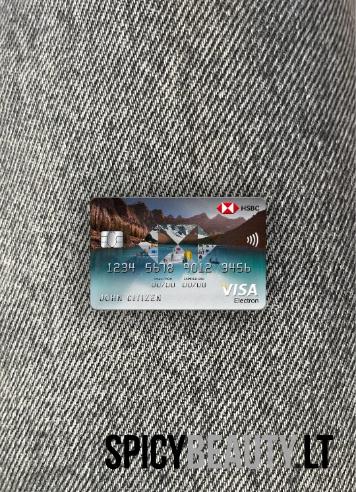 HSBC
1234 5678 9012 3456
00/00 00/00
VISA
JOHN CITIZEN
Electron
SPICYBEAUTY.LT